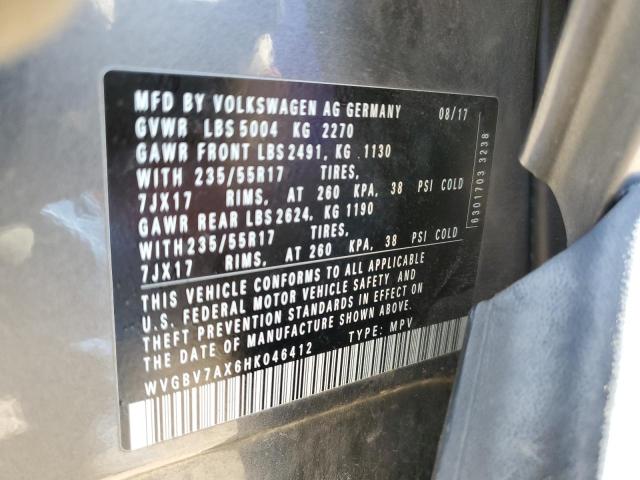 MFD BY VOLKSWAGEN AG GERMANY 08/17
GVWR LBS 5004 KG 2270
GAWR FRONT LBS 2491, KG 1130
WITH 235/55R17 TIRES,
7JX17 RIMS, AT 260 KPA, 38 PSI COLD
GAWR REAR LBS 2624, KG 1190
WITH 235/55R17 TIRES,
7JX17 RIMS, AT 260 KPA, 38 PSI COLD
THIS VEHICLE CONFORMS TO ALL APPLICABLE
U.S. FEDERAL MOTOR VEHICLE SAFETY AND
THEFT PREVENTION STANDARDS IN EFFECT ON
THE DATE OF MANUFACTURE SHOWN ABOVE.
WVGBV7AX6HK046412 TYPE: MPV
6301703 3238